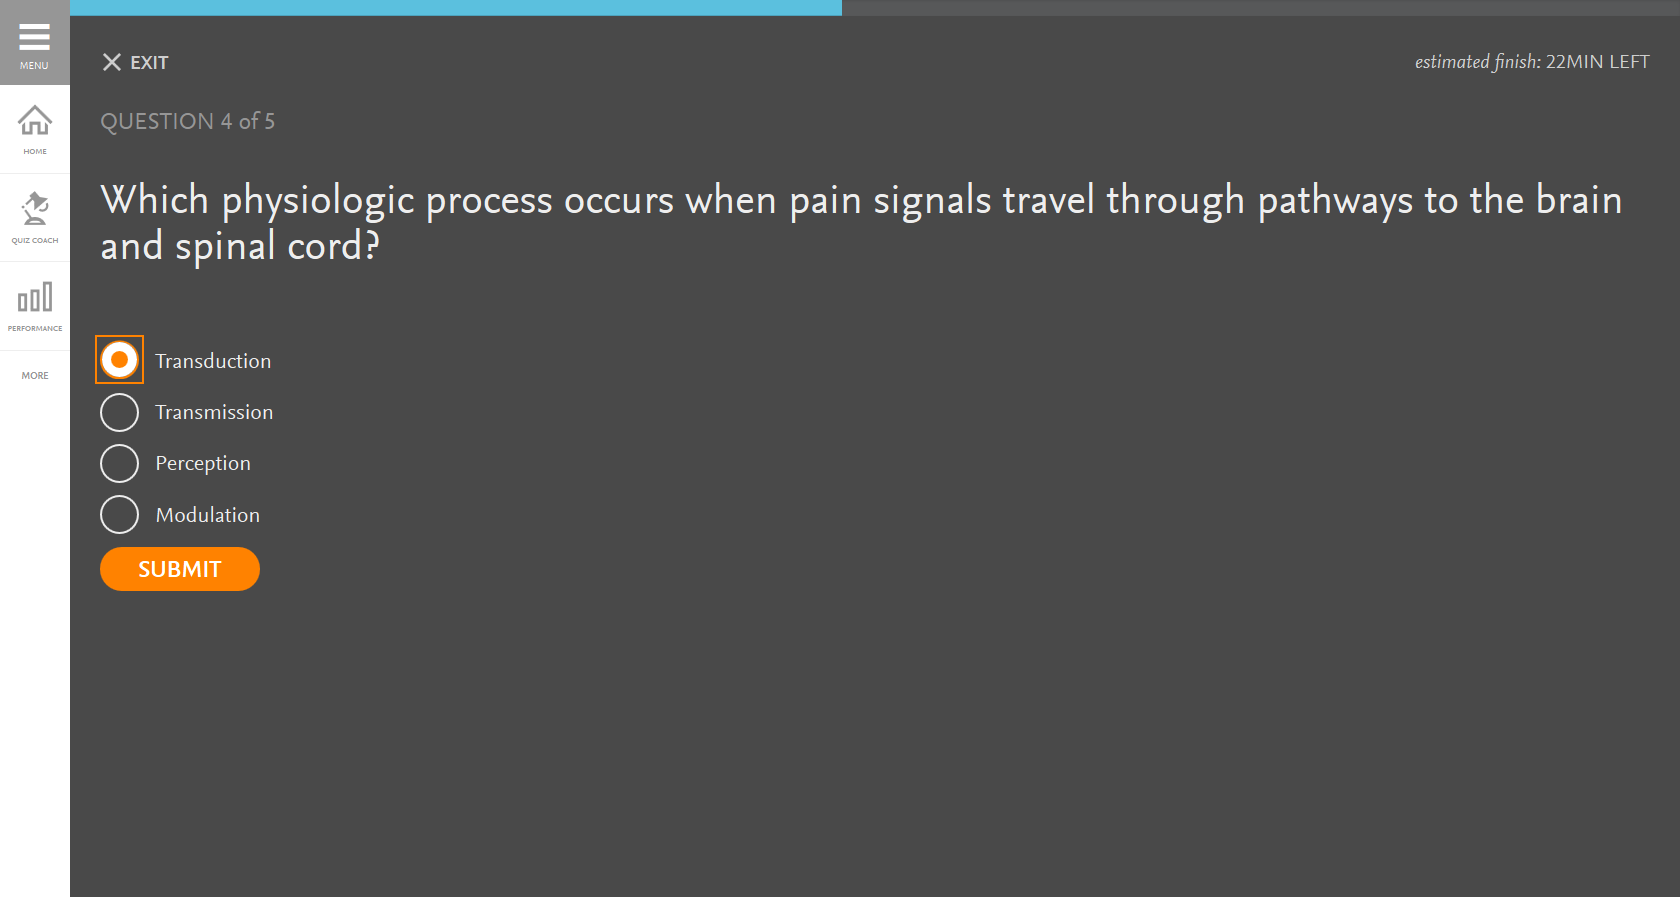 MENU
HOME
QUIZ COACH
PERFORMANCE
MORE
EXIT
estimated finish: 22MIN LEFT
QUESTION 4 of 5
Which physiologic process occurs when pain signals travel through pathways to the brain
and spinal cord?
Transduction
Transmission
Perception
Modulation
SUBMIT